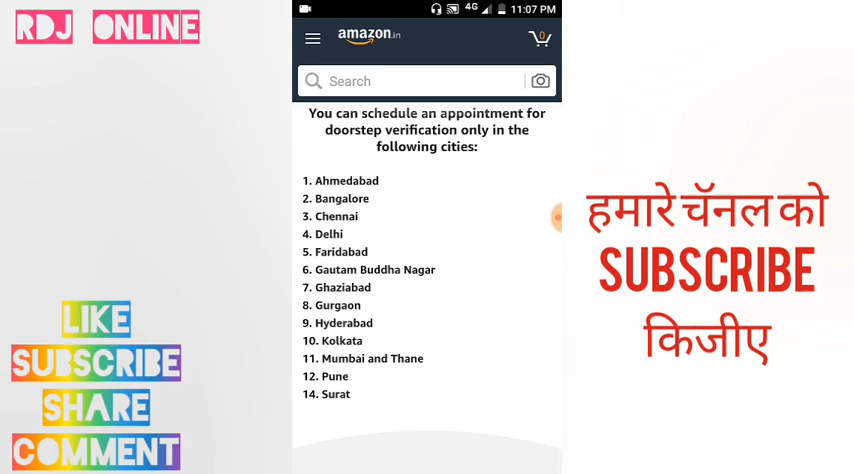 RDJ ONLINE
4G 11:07 PM
amazon.in
0
Search
You can schedule an appointment for
doorstep verification only in the
following cities:
1. Ahmedabad
2. Bangalore
3. Chennai
4. Delhi
5. Faridabad
6. Gautam Buddha Nagar
7. Ghaziabad
8. Gurgaon
9. Hyderabad
10. Kolkata
11. Mumbai and Thane
12. Pune
14. Surat
LIKE
SUBSCRIBE
SHARE
COMMENT
हमारे चॅनल को
SUBSCRIBE
किजीए